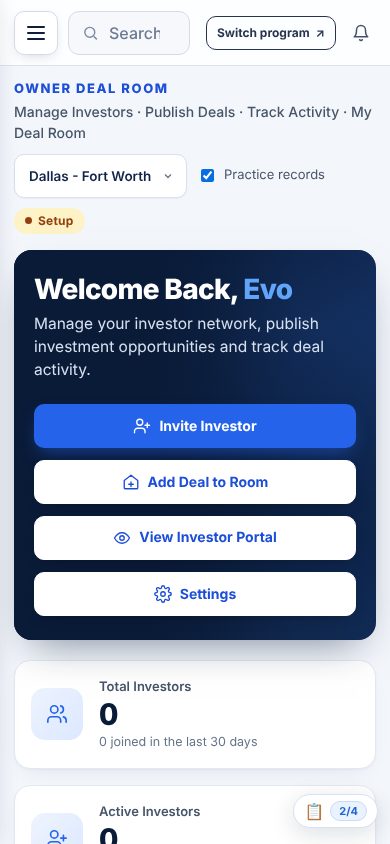 Search
Switch program
OWNER DEAL ROOM
Manage Investors · Publish Deals · Track Activity · My
Deal Room
Dallas - Fort Worth
Practice records
Setup
Welcome Back, Evo
Manage your investor network, publish
investment opportunities and track deal
activity.
Invite Investor
Add Deal to Room
View Investor Portal
Settings
Total Investors
0
0 joined in the last 30 days
Active Investors
0
2/4